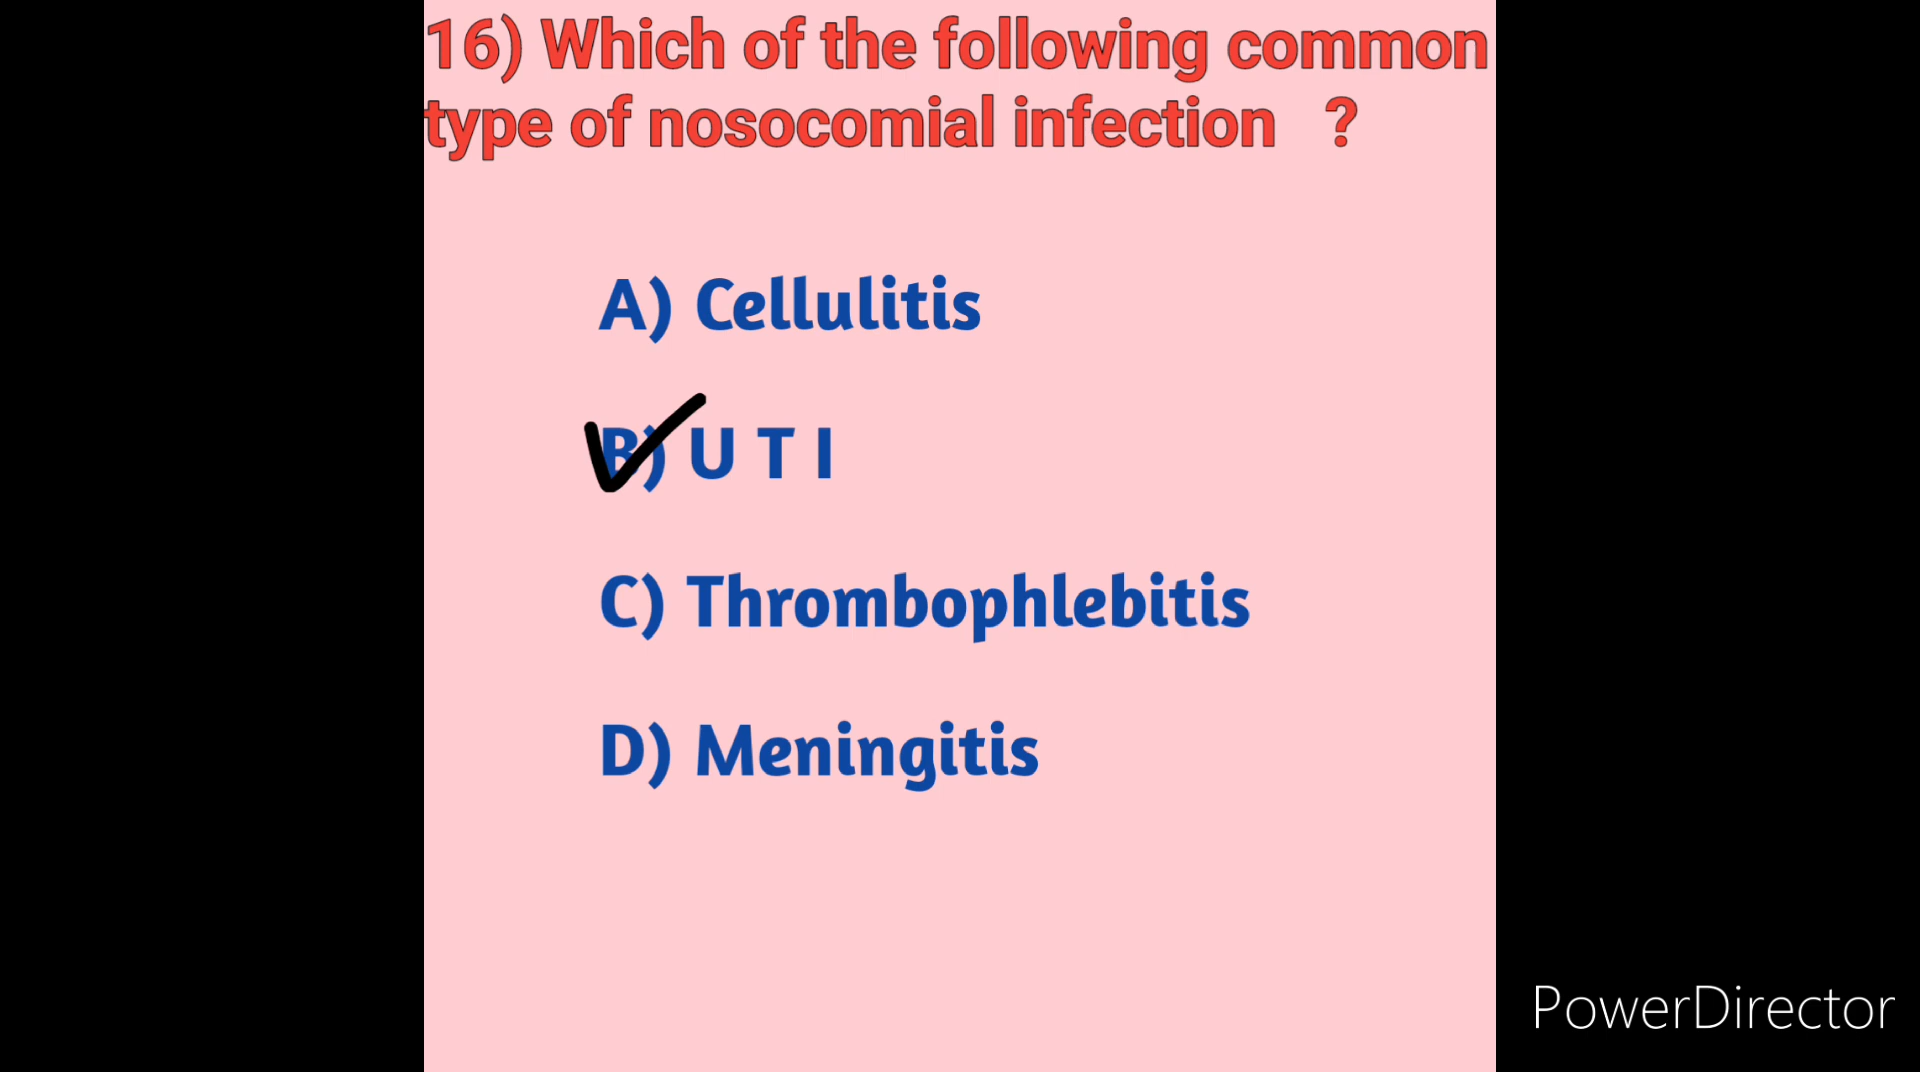 16) Which of the following common
type of nosocomial infection ?
A) Cellulitis
B) U T I
C) Thrombophlebitis
D) Meningitis
PowerDirector